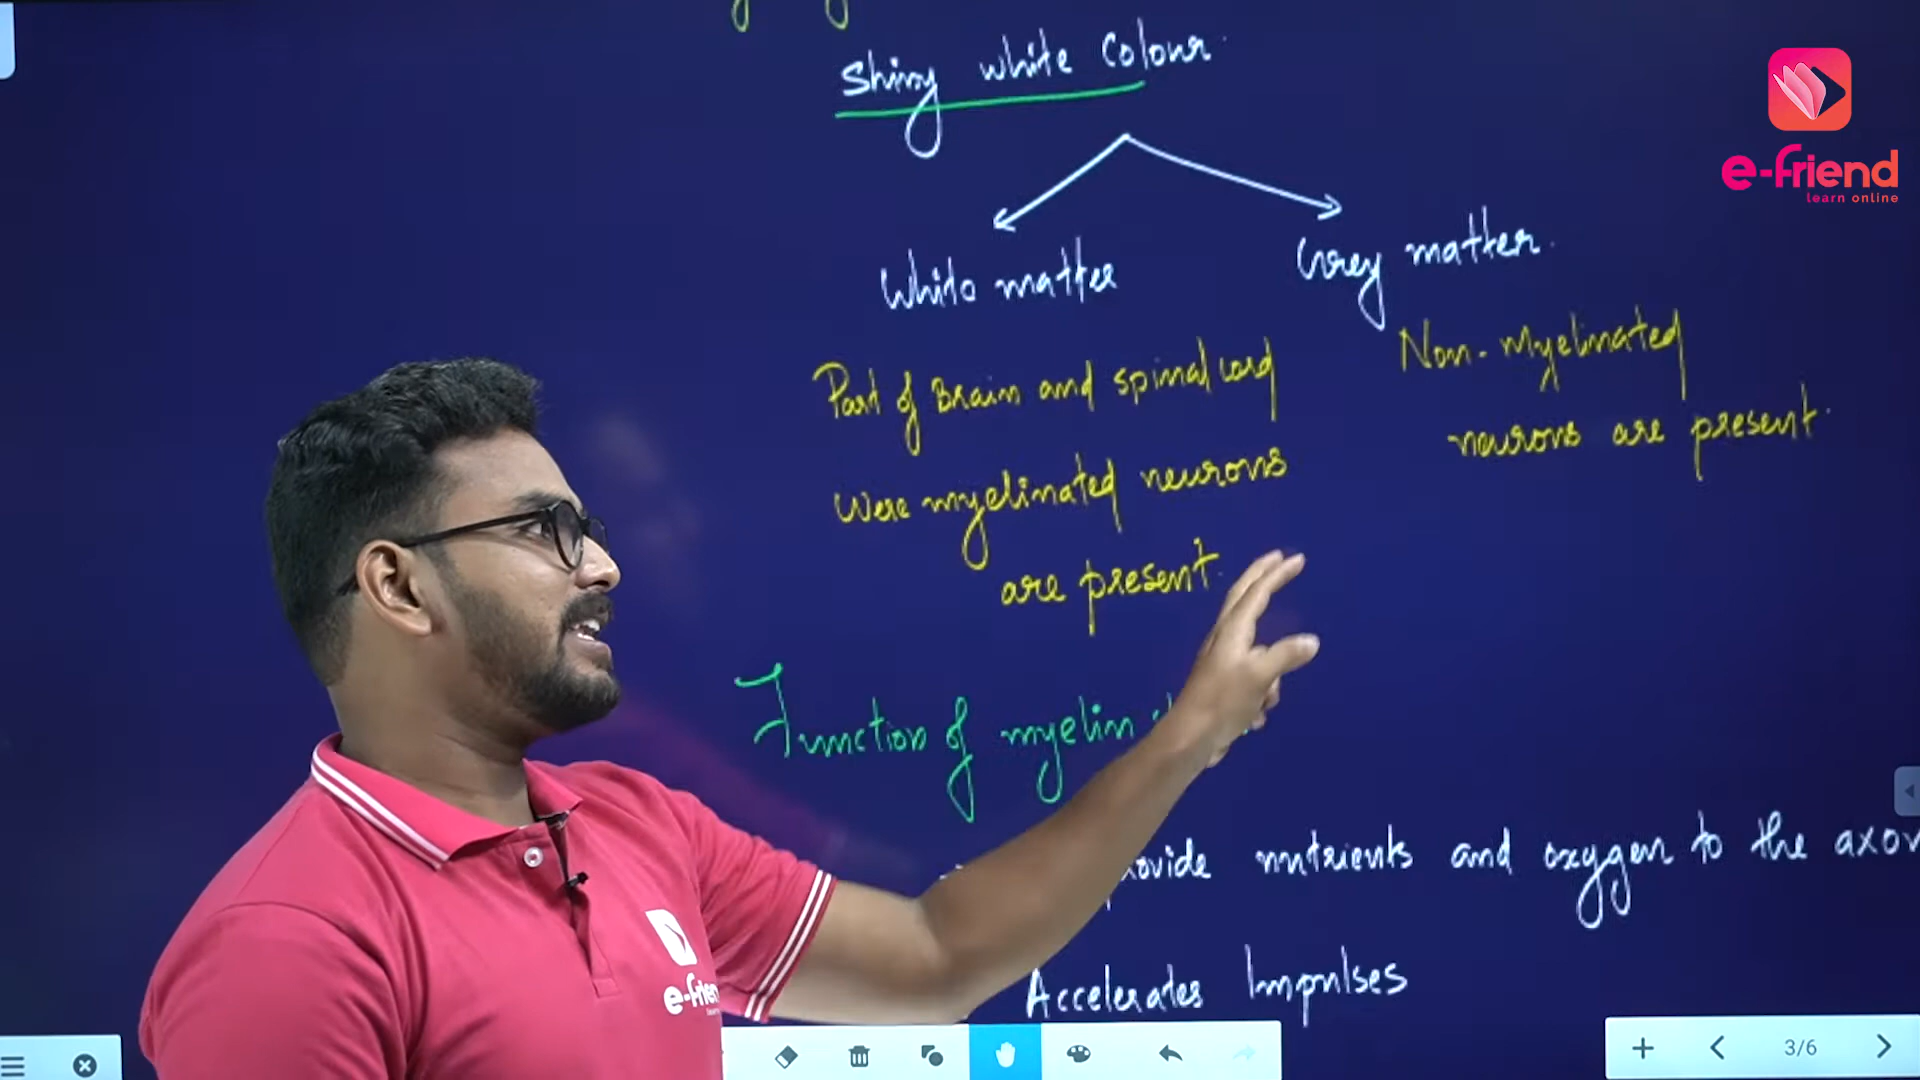 Shiny white Colour.
White matter
Grey matter.
Part of Brain and spinal cord
Were myelinated neurons
are present.
Non-Myelinated
neurons are present.
Function of myelin
nutrients and oxygen to the axon
Accelerates Impulses
e-friend
learn online
e-frien
3/6